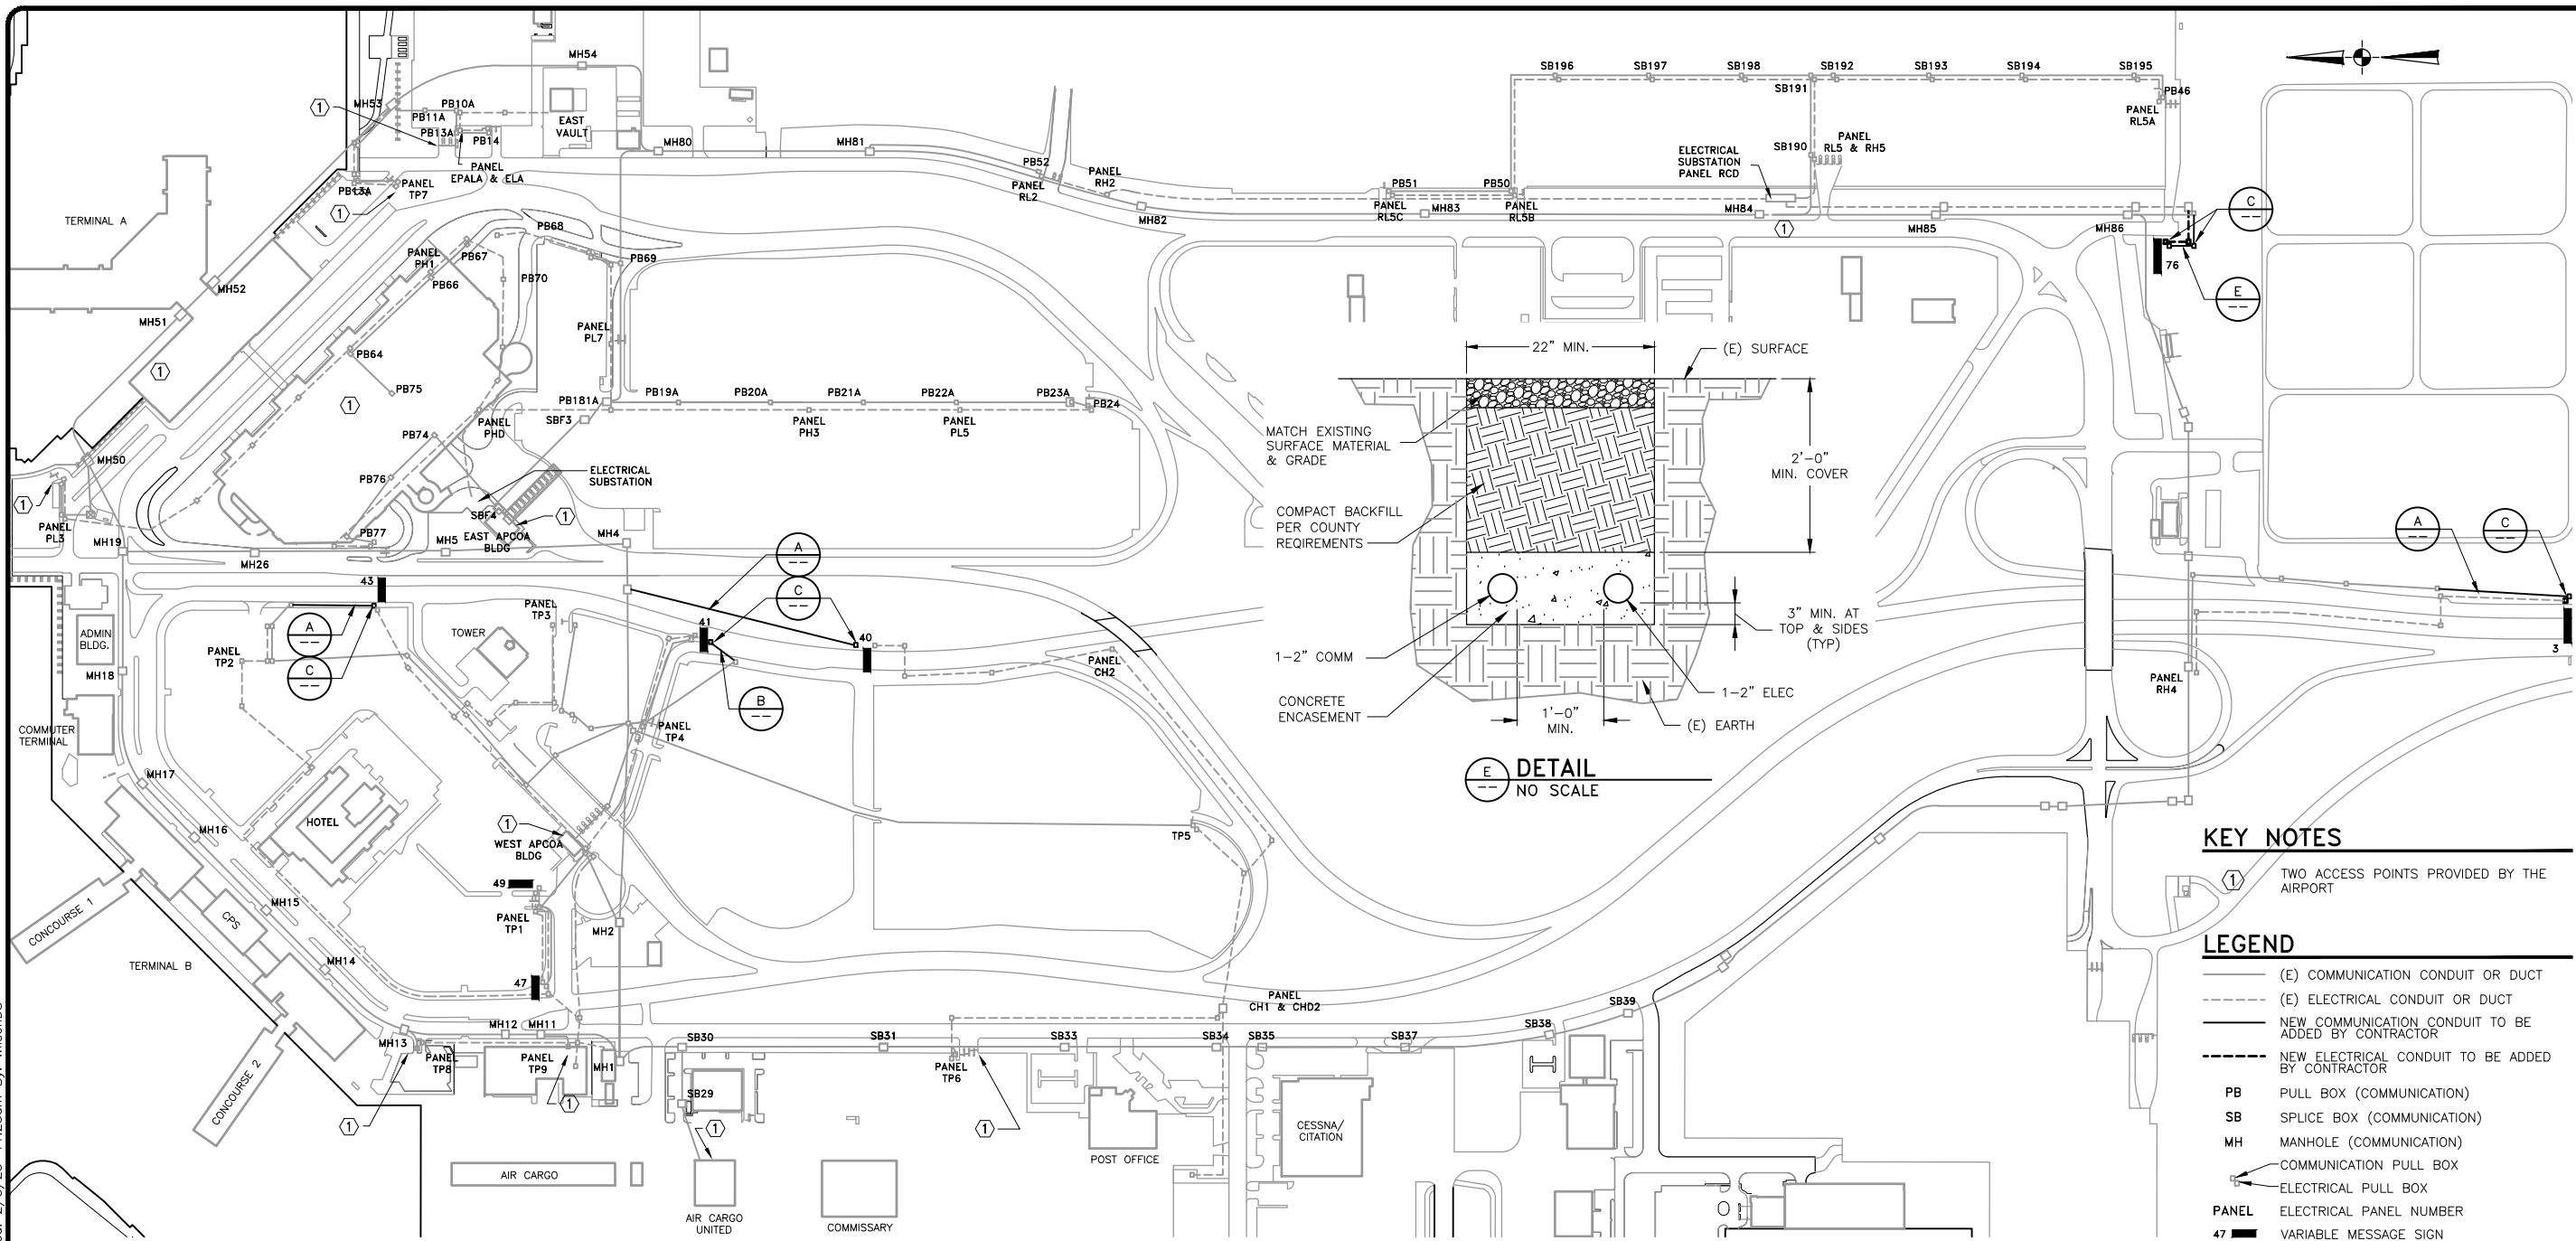 MH54
SB196
SB197
SB198
SB192
SB193
SB194
SB195
MH53
PB10A
PB11A
PB13A
PB14
EAST
VAULT
1
SB191
PB46
PANEL
RL5A
MH80
MH81
PB52
PANEL
RL2
PANEL
RH2
MH82
ELECTRICAL
SUBSTATION
PANEL RCD
SB190
PANEL
RL5 & RH5
PANEL
EPALA & ELA
PB13A
PANEL
TP7
1
TERMINAL A
PB51
PB50
PANEL
RL5C
MH83
PANEL
RL5B
MH84
1
MH85
MH86
C
--
76
E
--
PB68
PANEL
PH1
PB67
PB66
PB70
PB69
MH52
MH51
PANEL
PL7
PB64
1
PB75
1
PB181A
PB19A
PB20A
PB21A
PB22A
PB23A
PB24
SBF3
PANEL
PHD
PANEL
PH3
PANEL
PL5
PB74
MH50
PB76
ELECTRICAL
SUBSTATION
1
PANEL
PL3
SBF4
1
EAST APCOA
BLDG
PB77
MH19
MH26
MH5
MH4
22" MIN.
(E) SURFACE
MATCH EXISTING
SURFACE MATERIAL
& GRADE
2'-0"
MIN. COVER
COMPACT BACKFILL
PER COUNTY
REQIREMENTS
3" MIN. AT
TOP & SIDES
(TYP)
1-2" COMM
1-2" ELEC
CONCRETE
ENCASEMENT
1'-0"
MIN.
(E) EARTH
E
--
DETAIL
NO SCALE
A
--
C
--
3
43
A
--
C
--
ADMIN
BLDG.
A
--
C
--
PANEL
TP2
TOWER
PANEL
TP3
41
40
B
--
PANEL
CH2
PANEL
RH4
MH18
COMMUTER
TERMINAL
PANEL
TP4
MH17
MH16
HOTEL
1
WEST APCOA
BLDG
TP5
49
CONCOURSE 1
CPS
MH15
PANEL
TP1
MH2
TERMINAL B
MH14
47
PANEL
CH1 & CHD2
MH12
MH11
MH13
PANEL
TP8
PANEL
TP9
MH1
SB30
SB31
SB33
SB34
SB35
SB37
SB38
SB39
PANEL
TP6
CONCOURSE 2
1
1
SB29
1
1
POST OFFICE
CESSNA/
CITATION
AIR CARGO
AIR CARGO
UNITED
COMMISSARY
KEY NOTES
1 TWO ACCESS POINTS PROVIDED BY THE
AIRPORT
LEGEND
(E) COMMUNICATION CONDUIT OR DUCT
(E) ELECTRICAL CONDUIT OR DUCT
NEW COMMUNICATION CONDUIT TO BE
ADDED BY CONTRACTOR
NEW ELECTRICAL CONDUIT TO BE ADDED
BY CONTRACTOR
PB PULL BOX (COMMUNICATION)
SB SPLICE BOX (COMMUNICATION)
MH MANHOLE (COMMUNICATION)
COMMUNICATION PULL BOX
ELECTRICAL PULL BOX
PANEL ELECTRICAL PANEL NUMBER
47 VARIABLE MESSAGE SIGN